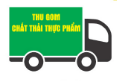 THU GOM
CHẤT THẢI THỰC PHẨM